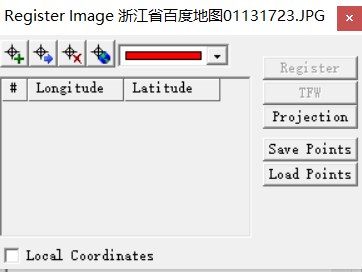 Register Image 浙江省百度地图01131723.JPG
# Longitude Latitude
Register
TFW
Projection
Save Points
Load Points
Local Coordinates